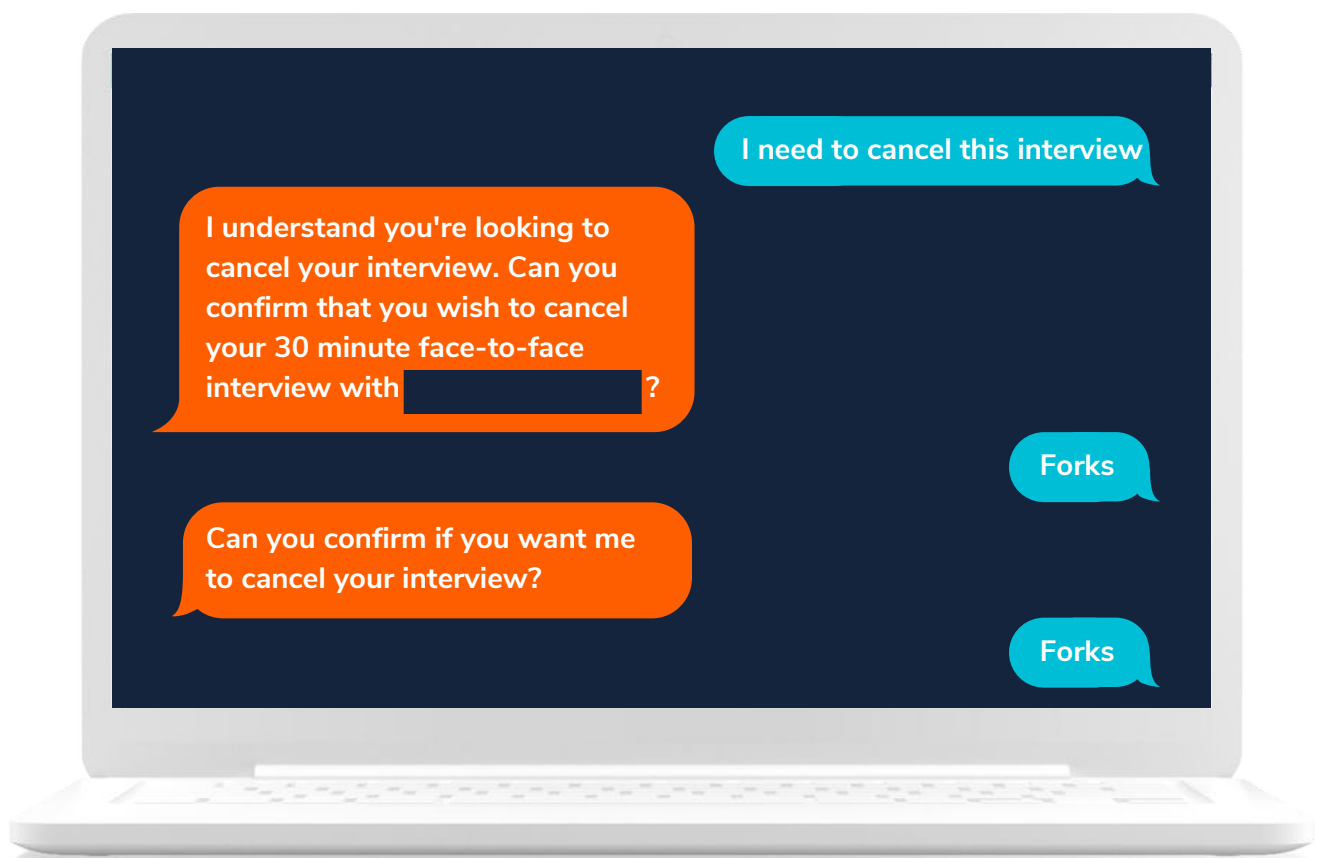 I need to cancel this interview
I understand you're looking to
cancel your interview. Can you
confirm that you wish to cancel
your 30 minute face-to-face
interview with ?
Forks
Can you confirm if you want me
to cancel your interview?
Forks